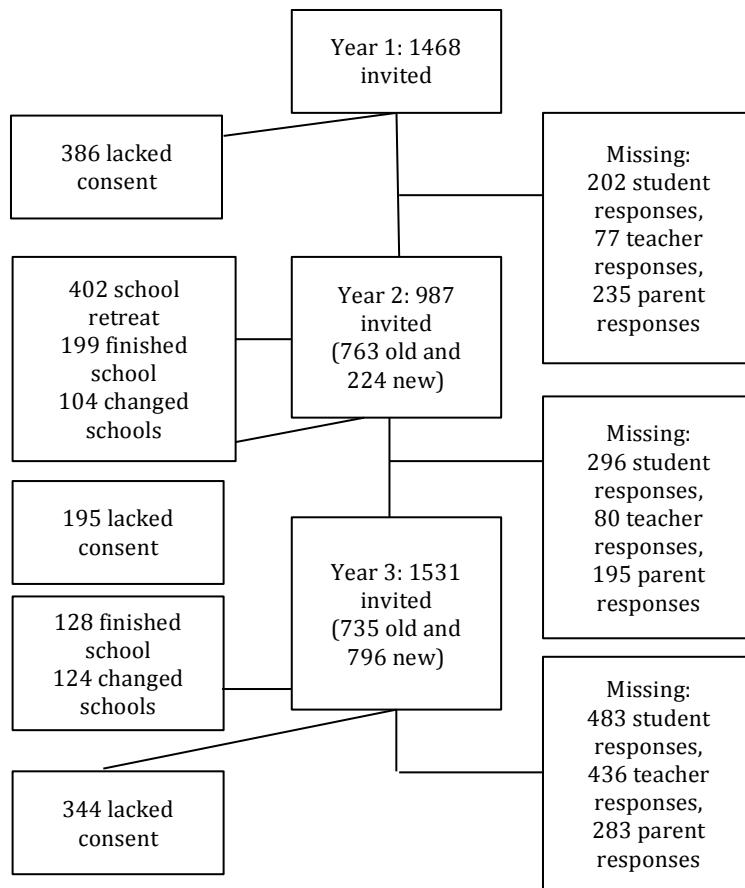 Year 1: 1468
invited
386 lacked
consent
Missing:
202 student
responses,
77 teacher
responses,
235 parent
responses
402 school
retreat
199 finished
school
104 changed
schools
Year 2: 987
invited
(763 old and
224 new)
Missing:
296 student
responses,
80 teacher
responses,
195 parent
responses
195 lacked
consent
Year 3: 1531
invited
(735 old and
796 new)
128 finished
school
124 changed
schools
Missing:
483 student
responses,
436 teacher
responses,
283 parent
responses
344 lacked
consent